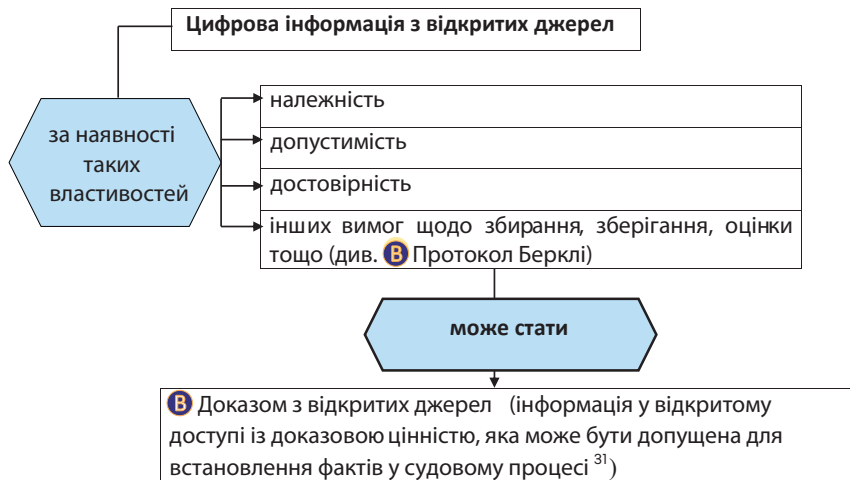 Цифрова інформація з відкритих джерел
за наявності
таких
властивостей
належність
допустимість
достовірність
інших вимог щодо збирання, зберігання, оцінки
тощо (див. B Протокол Берклі)
може стати
B Доказом з відкритих джерел (інформація у відкритому
доступі із доказовою цінністю, яка може бути допущена для
встановлення фактів у судовому процесі ³¹)